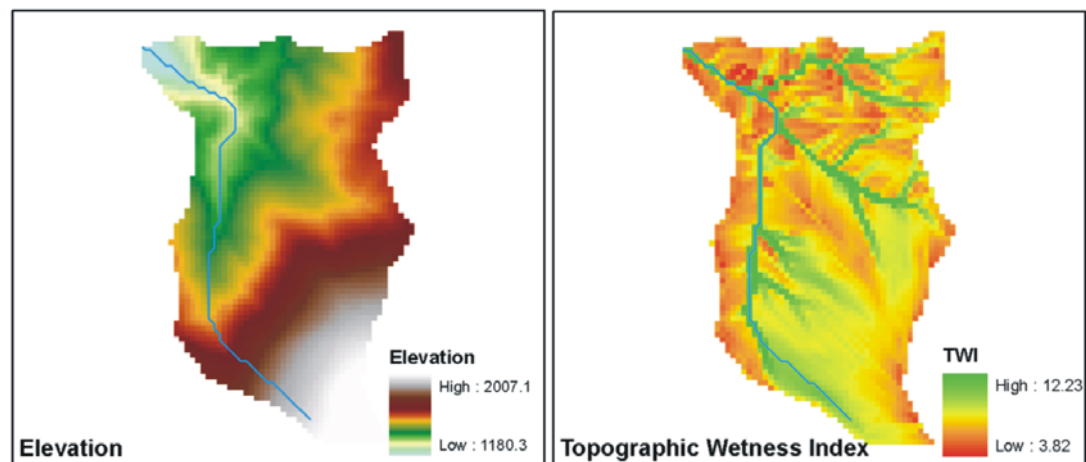 Elevation
High : 2007.1
Low : 1180.3
Elevation
TWI
High : 12.23
Low : 3.82
Topographic Wetness Index